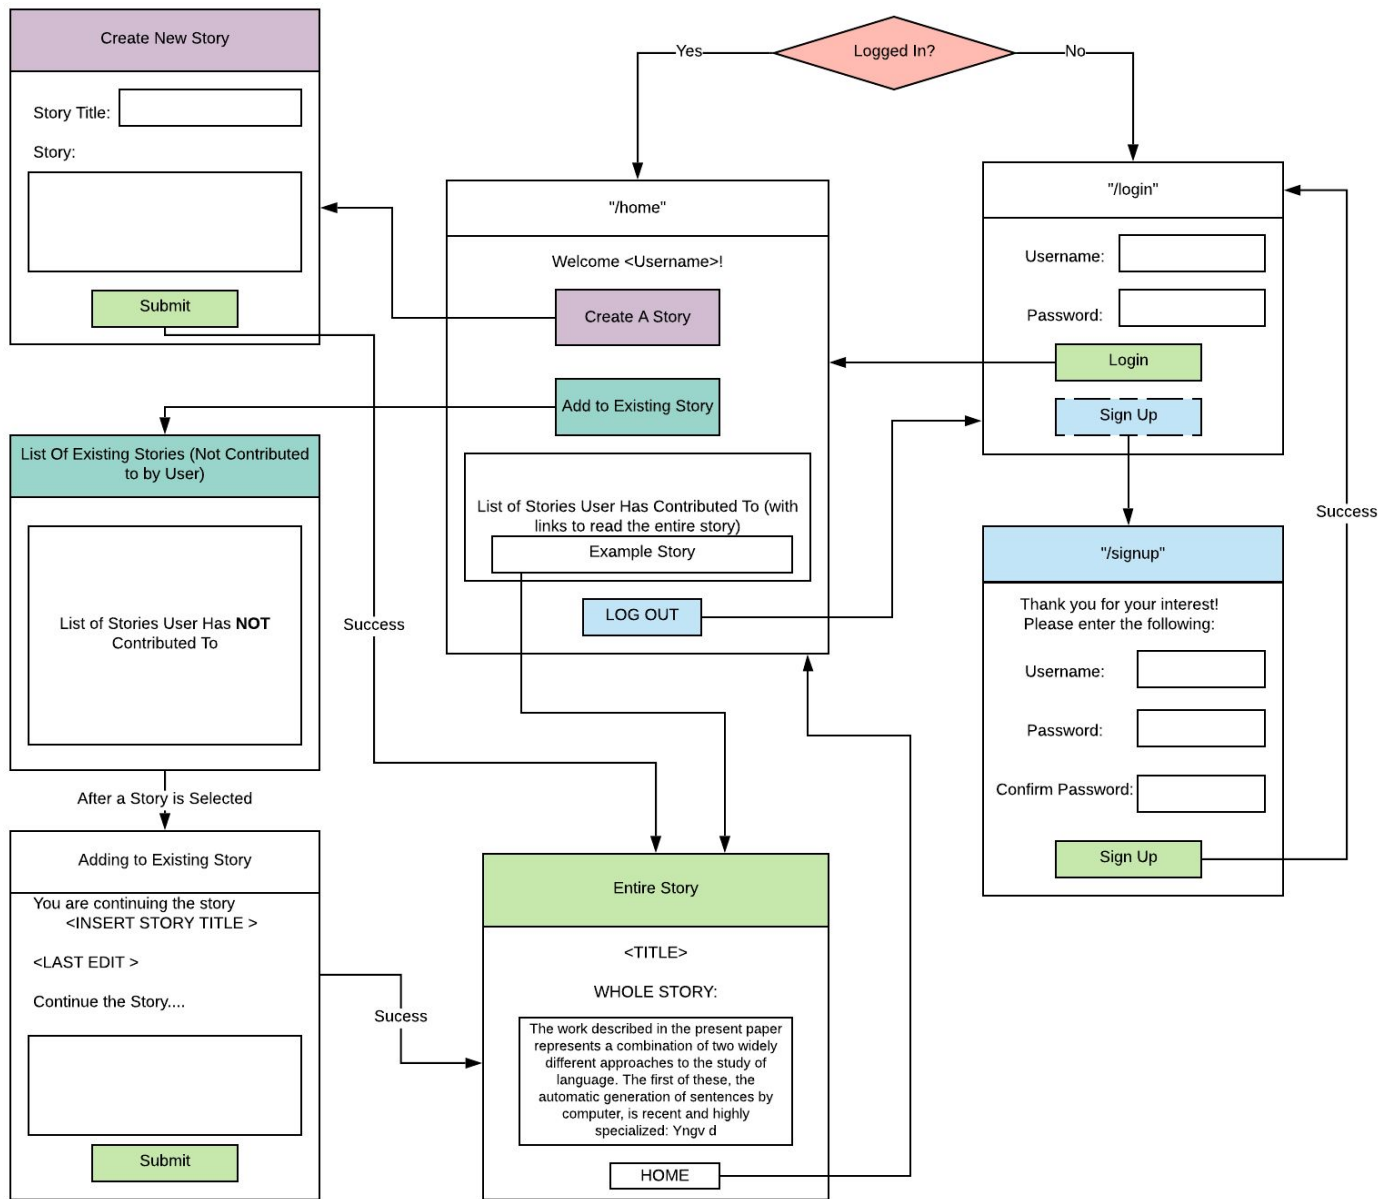 Create New Story
Story Title:
Story:
Submit
Logged In?
Yes
No
"/home"
Welcome <Username>!
Create A Story
Add to Existing Story
List of Stories User Has Contributed To (with
links to read the entire story)
Example Story
LOG OUT
"/login"
Username:
Password:
Login
Sign Up
Success
"/signup"
Thank you for your interest!
Please enter the following:
Username:
Password:
Confirm Password:
Sign Up
List Of Existing Stories (Not Contributed
to by User)
List of Stories User Has NOT
Contributed To
Success
After a Story is Selected
Adding to Existing Story
You are continuing the story
<INSERT STORY TITLE >
<LAST EDIT >
Continue the Story....
Submit
Sucess
Entire Story
<TITLE>
WHOLE STORY:
The work described in the present paper
represents a combination of two widely
different approaches to the study of
language. The first of these, the
automatic generation of sentences by
computer, is recent and highly
specialized: Yngv d
HOME